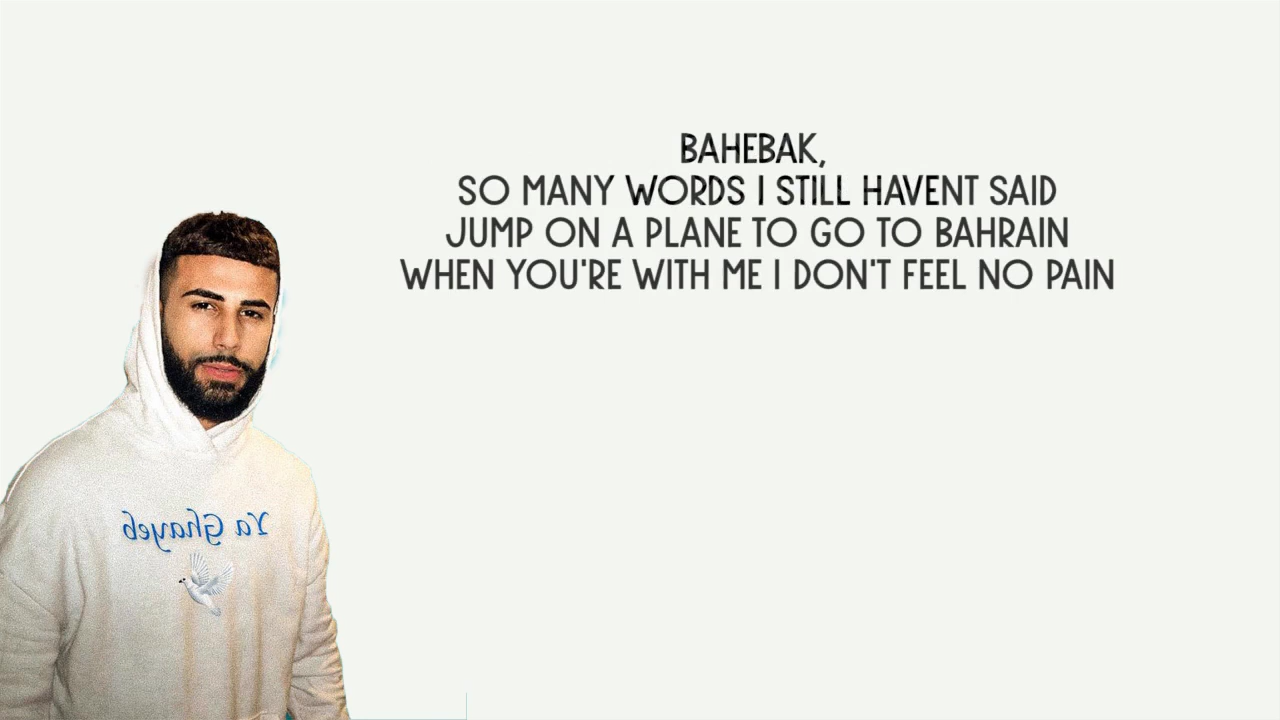 BAHEBAK,
SO MANY WORDS I STILL HAVENT SAID
JUMP ON A PLANE TO GO TO BAHRAIN
WHEN YOU'RE WITH ME I DON'T FEEL NO PAIN
Ya Ghayeb